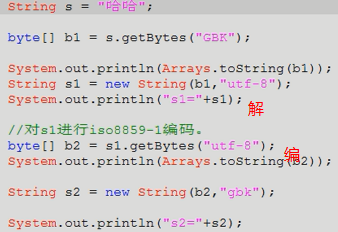 String s = "哈哈";
byte[] b1 = s.getBytes("GBK");
System.out.println(Arrays.toString(b1));
String s1 = new String(b1,"utf-8");
System.out.println("s1="+s1);
解
//对s1进行iso8859-1编码。
byte[] b2 = s1.getBytes("utf-8");
编
System.out.println(Arrays.toString(b2));
String s2 = new String(b2,"gbk");
System.out.println("s2="+s2);